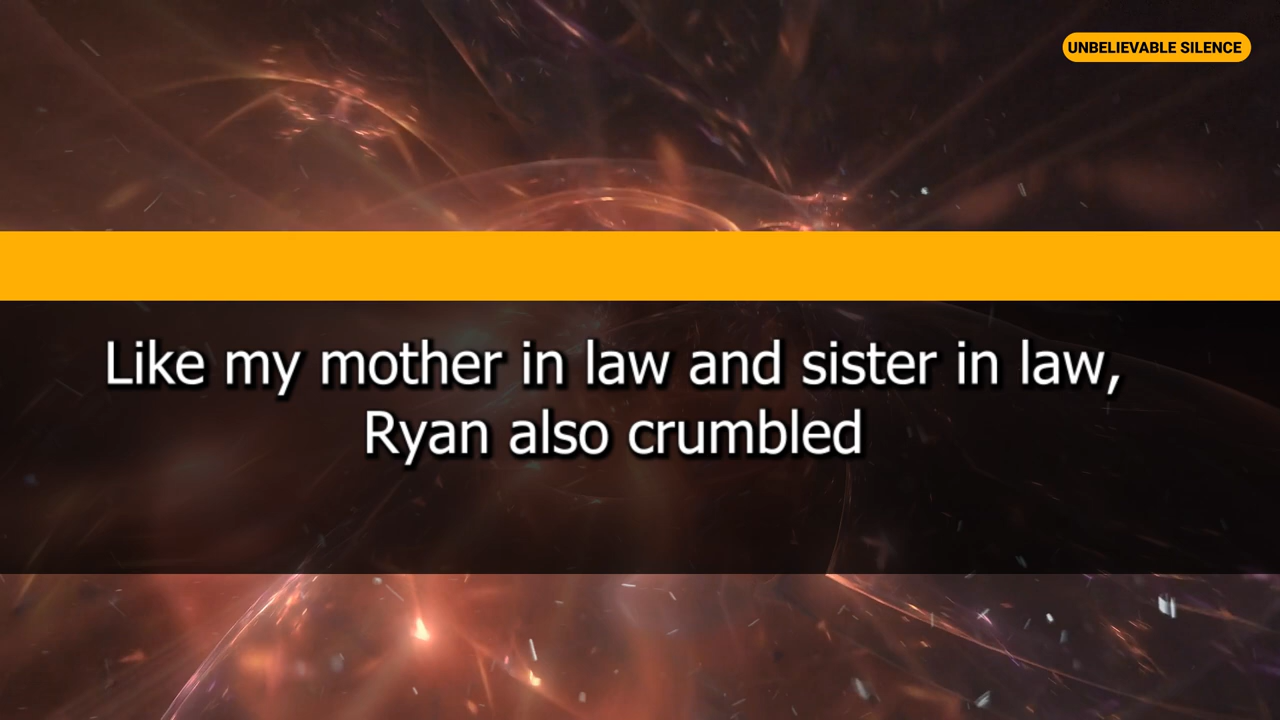 UNBELIEVABLE SILENCE
Like my mother in law and sister in law,
Ryan also crumbled